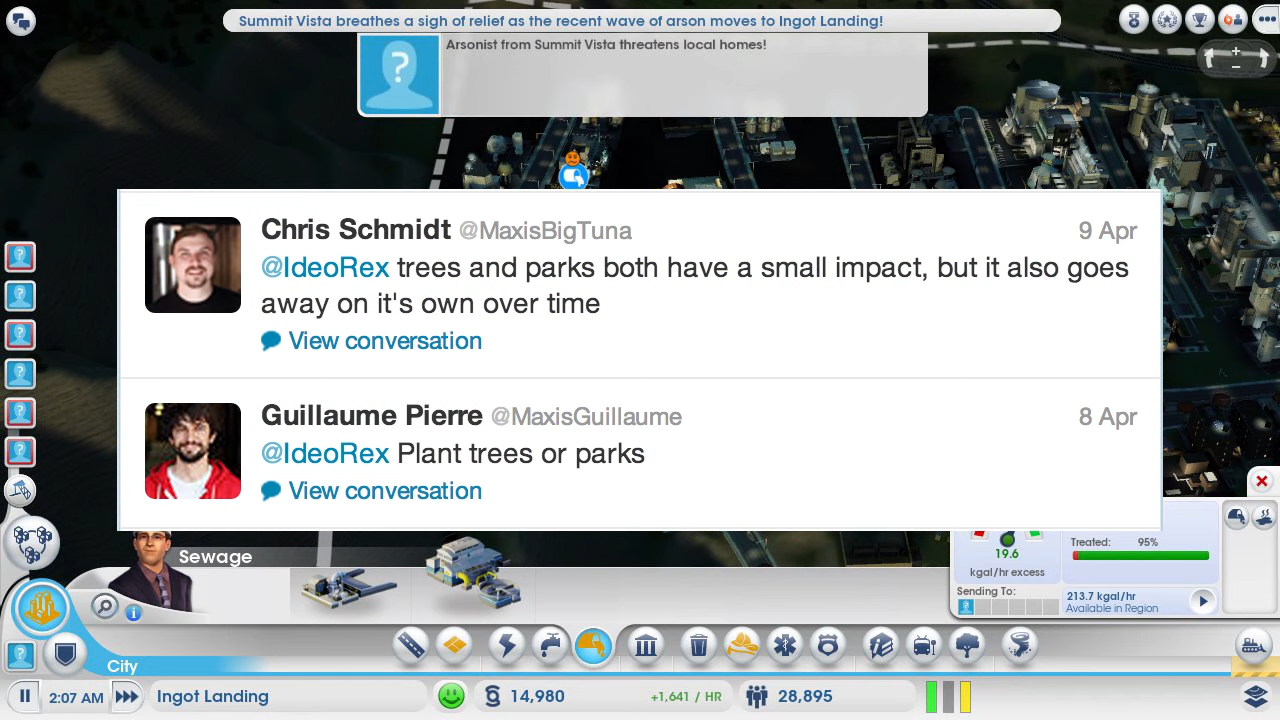 Summit Vista breathes a sigh of relief as the recent wave of arson moves to Ingot Landing!
Arsonist from Summit Vista threatens local homes!
Chris Schmidt @MaxisBigTuna 9 Apr
@IdeoRex trees and parks both have a small impact, but it also goes
away on it's own over time
View conversation
Guillaume Pierre @MaxisGuillaume 8 Apr
@IdeoRex Plant trees or parks
View conversation
Sewage
19.6
kgal/hr excess
Treated: 95%
Sending To:
213.7 kgal/hr
Available in Region
City
2:07 AM
Ingot Landing
14,980
+1,641 / HR
28,895